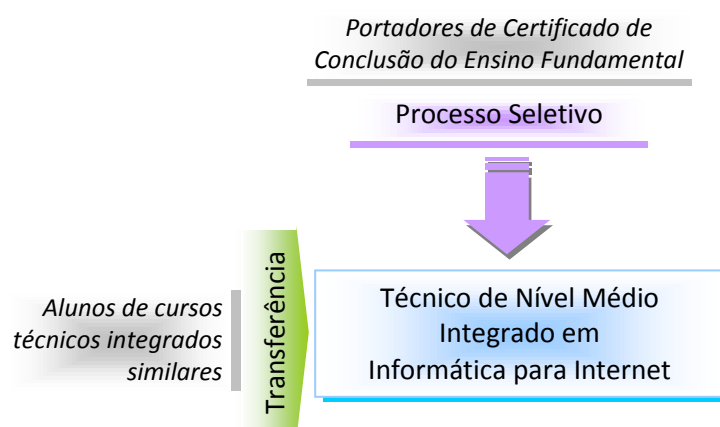 Portadores de Certificado de
Conclusão do Ensino Fundamental
Processo Seletivo
Alunos de cursos
técnicos integrados
similares
Transferência
Técnico de Nível Médio
Integrado em
Informática para Internet